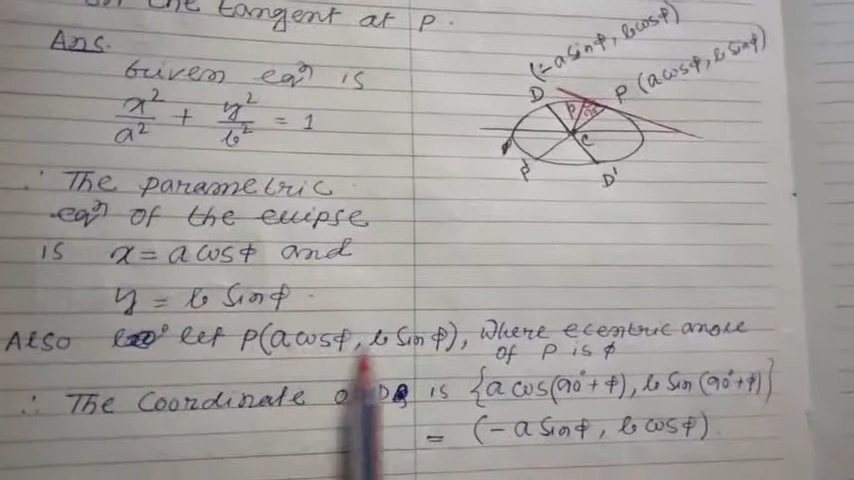 the tangent at P.
Ans.
Given eqn is
x²/a² + y²/b² = 1
(-a sinφ, b cosφ)
P (a cosφ, b sinφ)
D
P
90°
C
P'
D'
∴ The parametric
eqn of the ellipse
is x = a cosφ and
y = b sinφ.
Also let P(a cosφ, b sinφ), where ecentric angle
of P is φ
∴ The Coordinate of D is {a cos(90°+φ), b sin(90°+φ)}
= (-a sinφ, b cosφ).